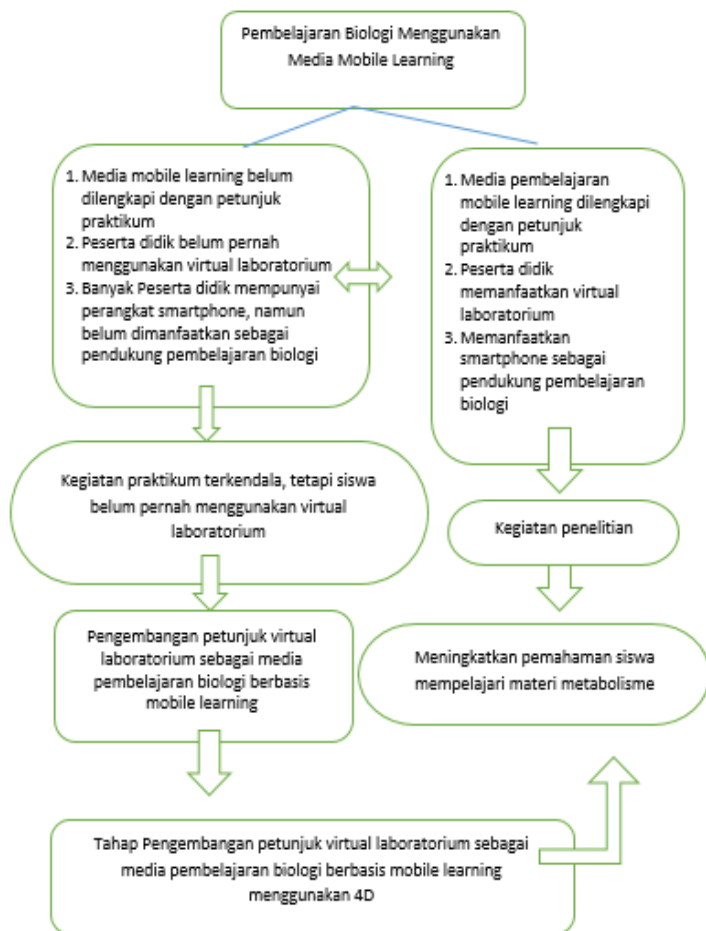 Pembelajaran Biologi Menggunakan
Media Mobile Learning
1. Media mobile learning belum
dilengkapi dengan petunjuk
praktikum
2. Peserta didik belum pernah
menggunakan virtual laboratorium
3. Banyak Peserta didik mempunyai
perangkat smartphone, namun
belum dimanfaatkan sebagai
pendukung pembelajaran biologi
1. Media pembelajaran
mobile learning dilengkapi
dengan petunjuk
praktikum
2. Peserta didik
memanfaatkan virtual
laboratorium
3. Memanfaatkan
smartphone sebagai
pendukung pembelajaran
biologi
Kegiatan praktikum terkendala, tetapi siswa
belum pernah menggunakan virtual
laboratorium
Kegiatan penelitian
Pengembangan petunjuk virtual
laboratorium sebagai media
pembelajaran biologi berbasis
mobile learning
Meningkatkan pemahaman siswa
mempelajari materi metabolisme
Tahap Pengembangan petunjuk virtual laboratorium sebagai
media pembelajaran biologi berbasis mobile learning
menggunakan 4D